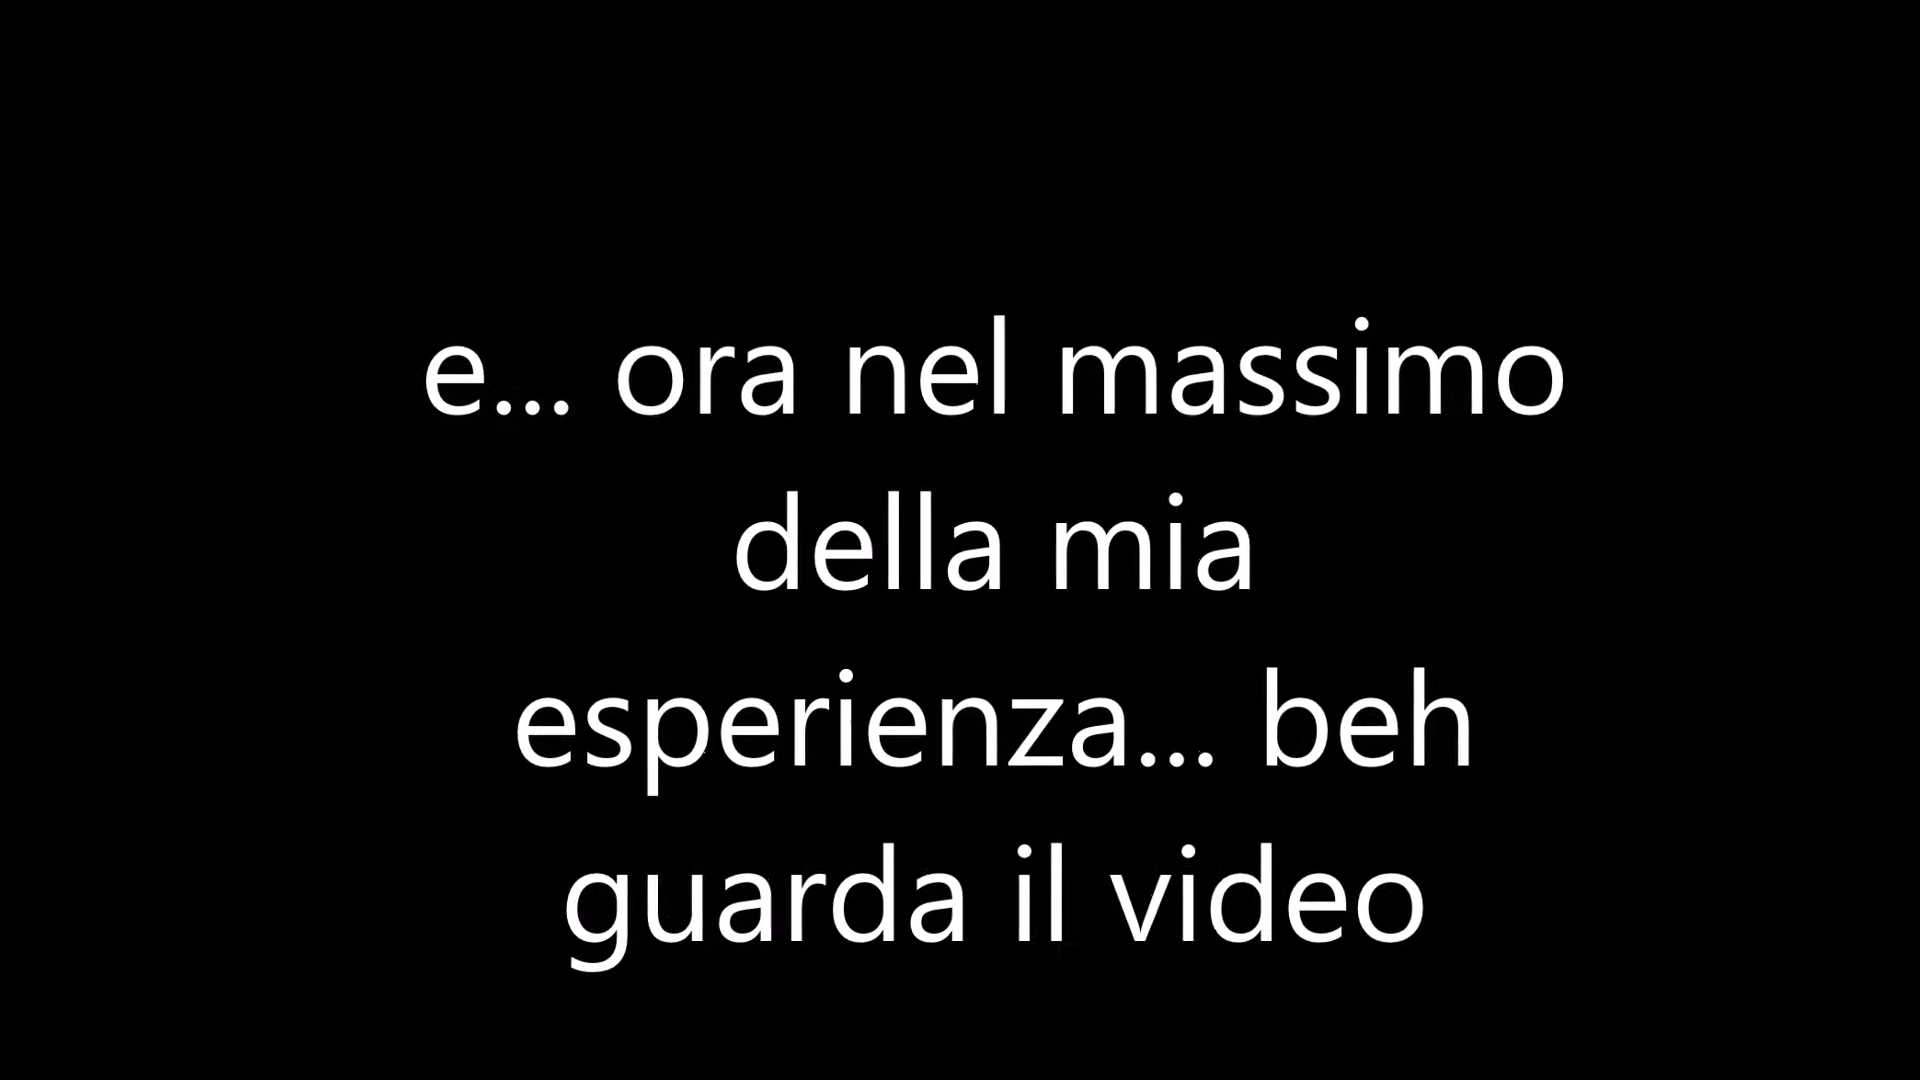 e... ora nel massimo
della mia
esperienza... beh
guarda il video